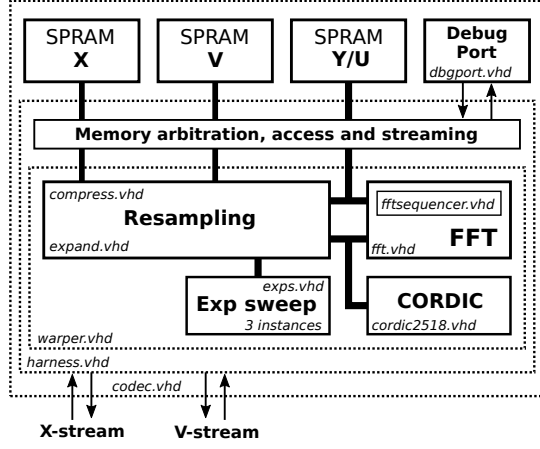 SPRAM
X
SPRAM
V
SPRAM
Y/U
Debug
Port
dbgport.vhd
Memory arbitration, access and streaming
compress.vhd
Resampling
expand.vhd
fftsequencer.vhd
FFT
fft.vhd
exps.vhd
Exp sweep
3 instances
CORDIC
cordic2518.vhd
warper.vhd
harness.vhd
codec.vhd
X-stream
V-stream